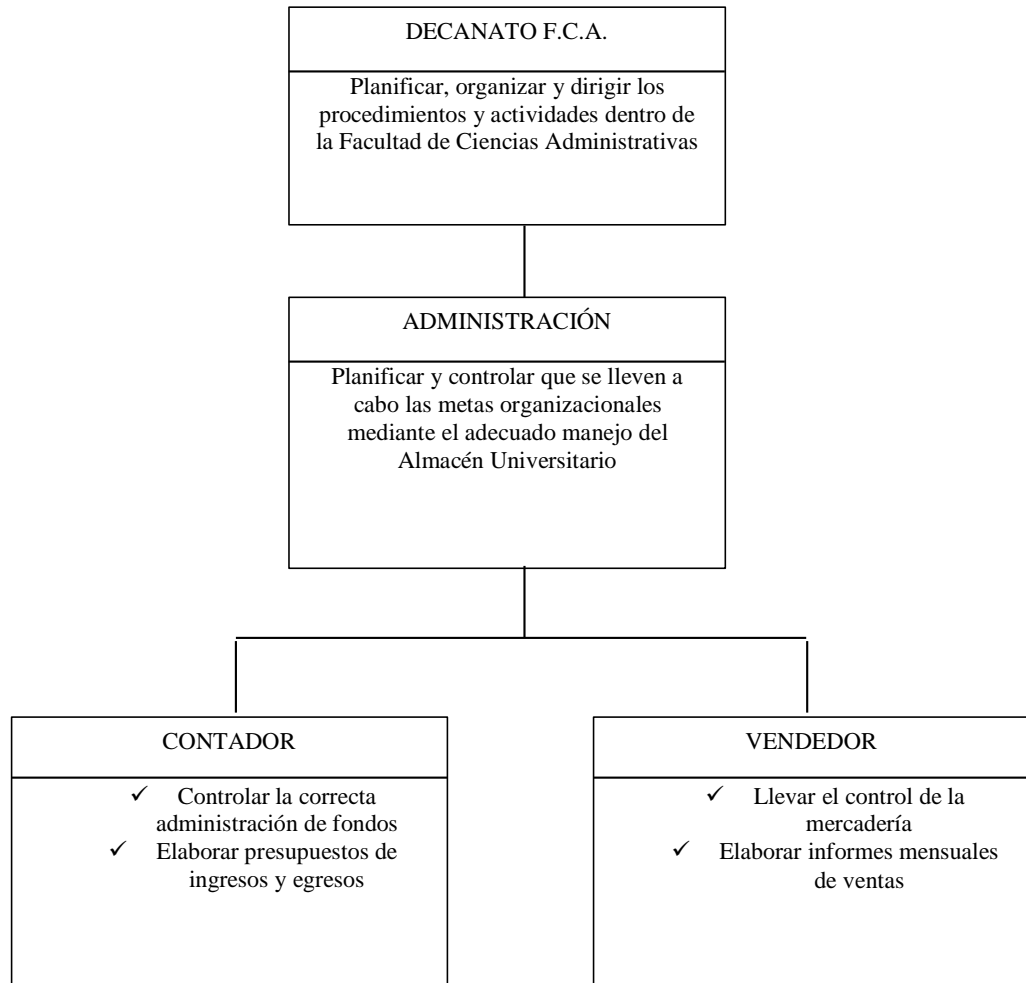 DECANATO F.C.A.
Planificar, organizar y dirigir los
procedimientos y actividades dentro de
la Facultad de Ciencias Administrativas
ADMINISTRACIÓN
Planificar y controlar que se lleven a
cabo las metas organizacionales
mediante el adecuado manejo del
Almacén Universitario
CONTADOR
✓ Controlar la correcta
administración de fondos
✓ Elaborar presupuestos de
ingresos y egresos
VENDEDOR
✓ Llevar el control de la
mercadería
✓ Elaborar informes mensuales
de ventas